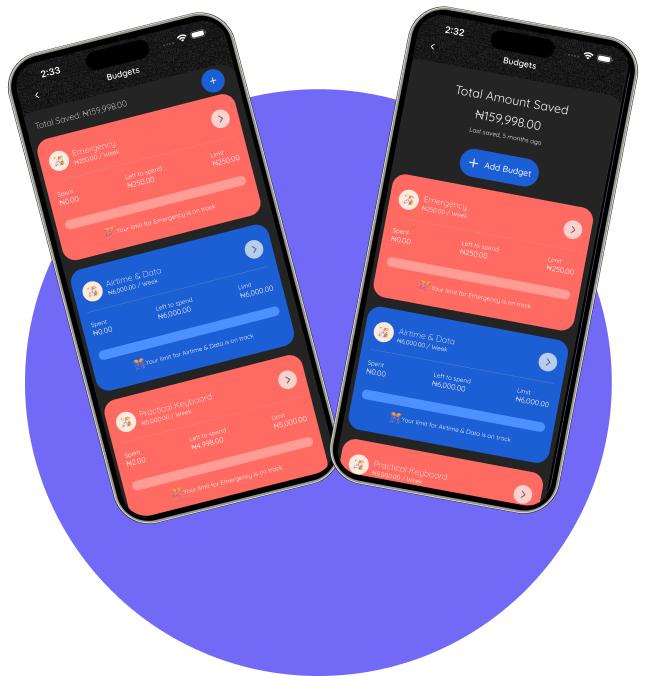 2:33
Budgets
Total Saved: ₦159,998.00
+
Emergency
₦250.00 / Week
Spent
₦0.00
Left to spend
₦250.00
Limit
₦250.00
Your limit for Emergency is on track
Airtime & Data
₦6,000.00 / Week
Spent
₦0.00
Left to spend
₦6,000.00
Limit
₦6,000.00
Your limit for Airtime & Data is on track
Practical Keyboard
₦5,000.00 / Week
Spent
₦2.00
Left to spend
₦4,998.00
Limit
₦5,000.00
Your limit for Emergency is on track
2:32
Budgets
Total Amount Saved
₦159,998.00
Last saved, 5 months ago
+ Add Budget
Emergency
₦250.00 / Week
Spent
₦0.00
Left to spend
₦250.00
Limit
₦250.00
Your limit for Emergency is on track
Airtime & Data
₦6,000.00 / Week
Spent
₦0.00
Left to spend
₦6,000.00
Limit
₦6,000.00
Your limit for Airtime & Data is on track
Practical Keyboard
₦5,000.00 / Week